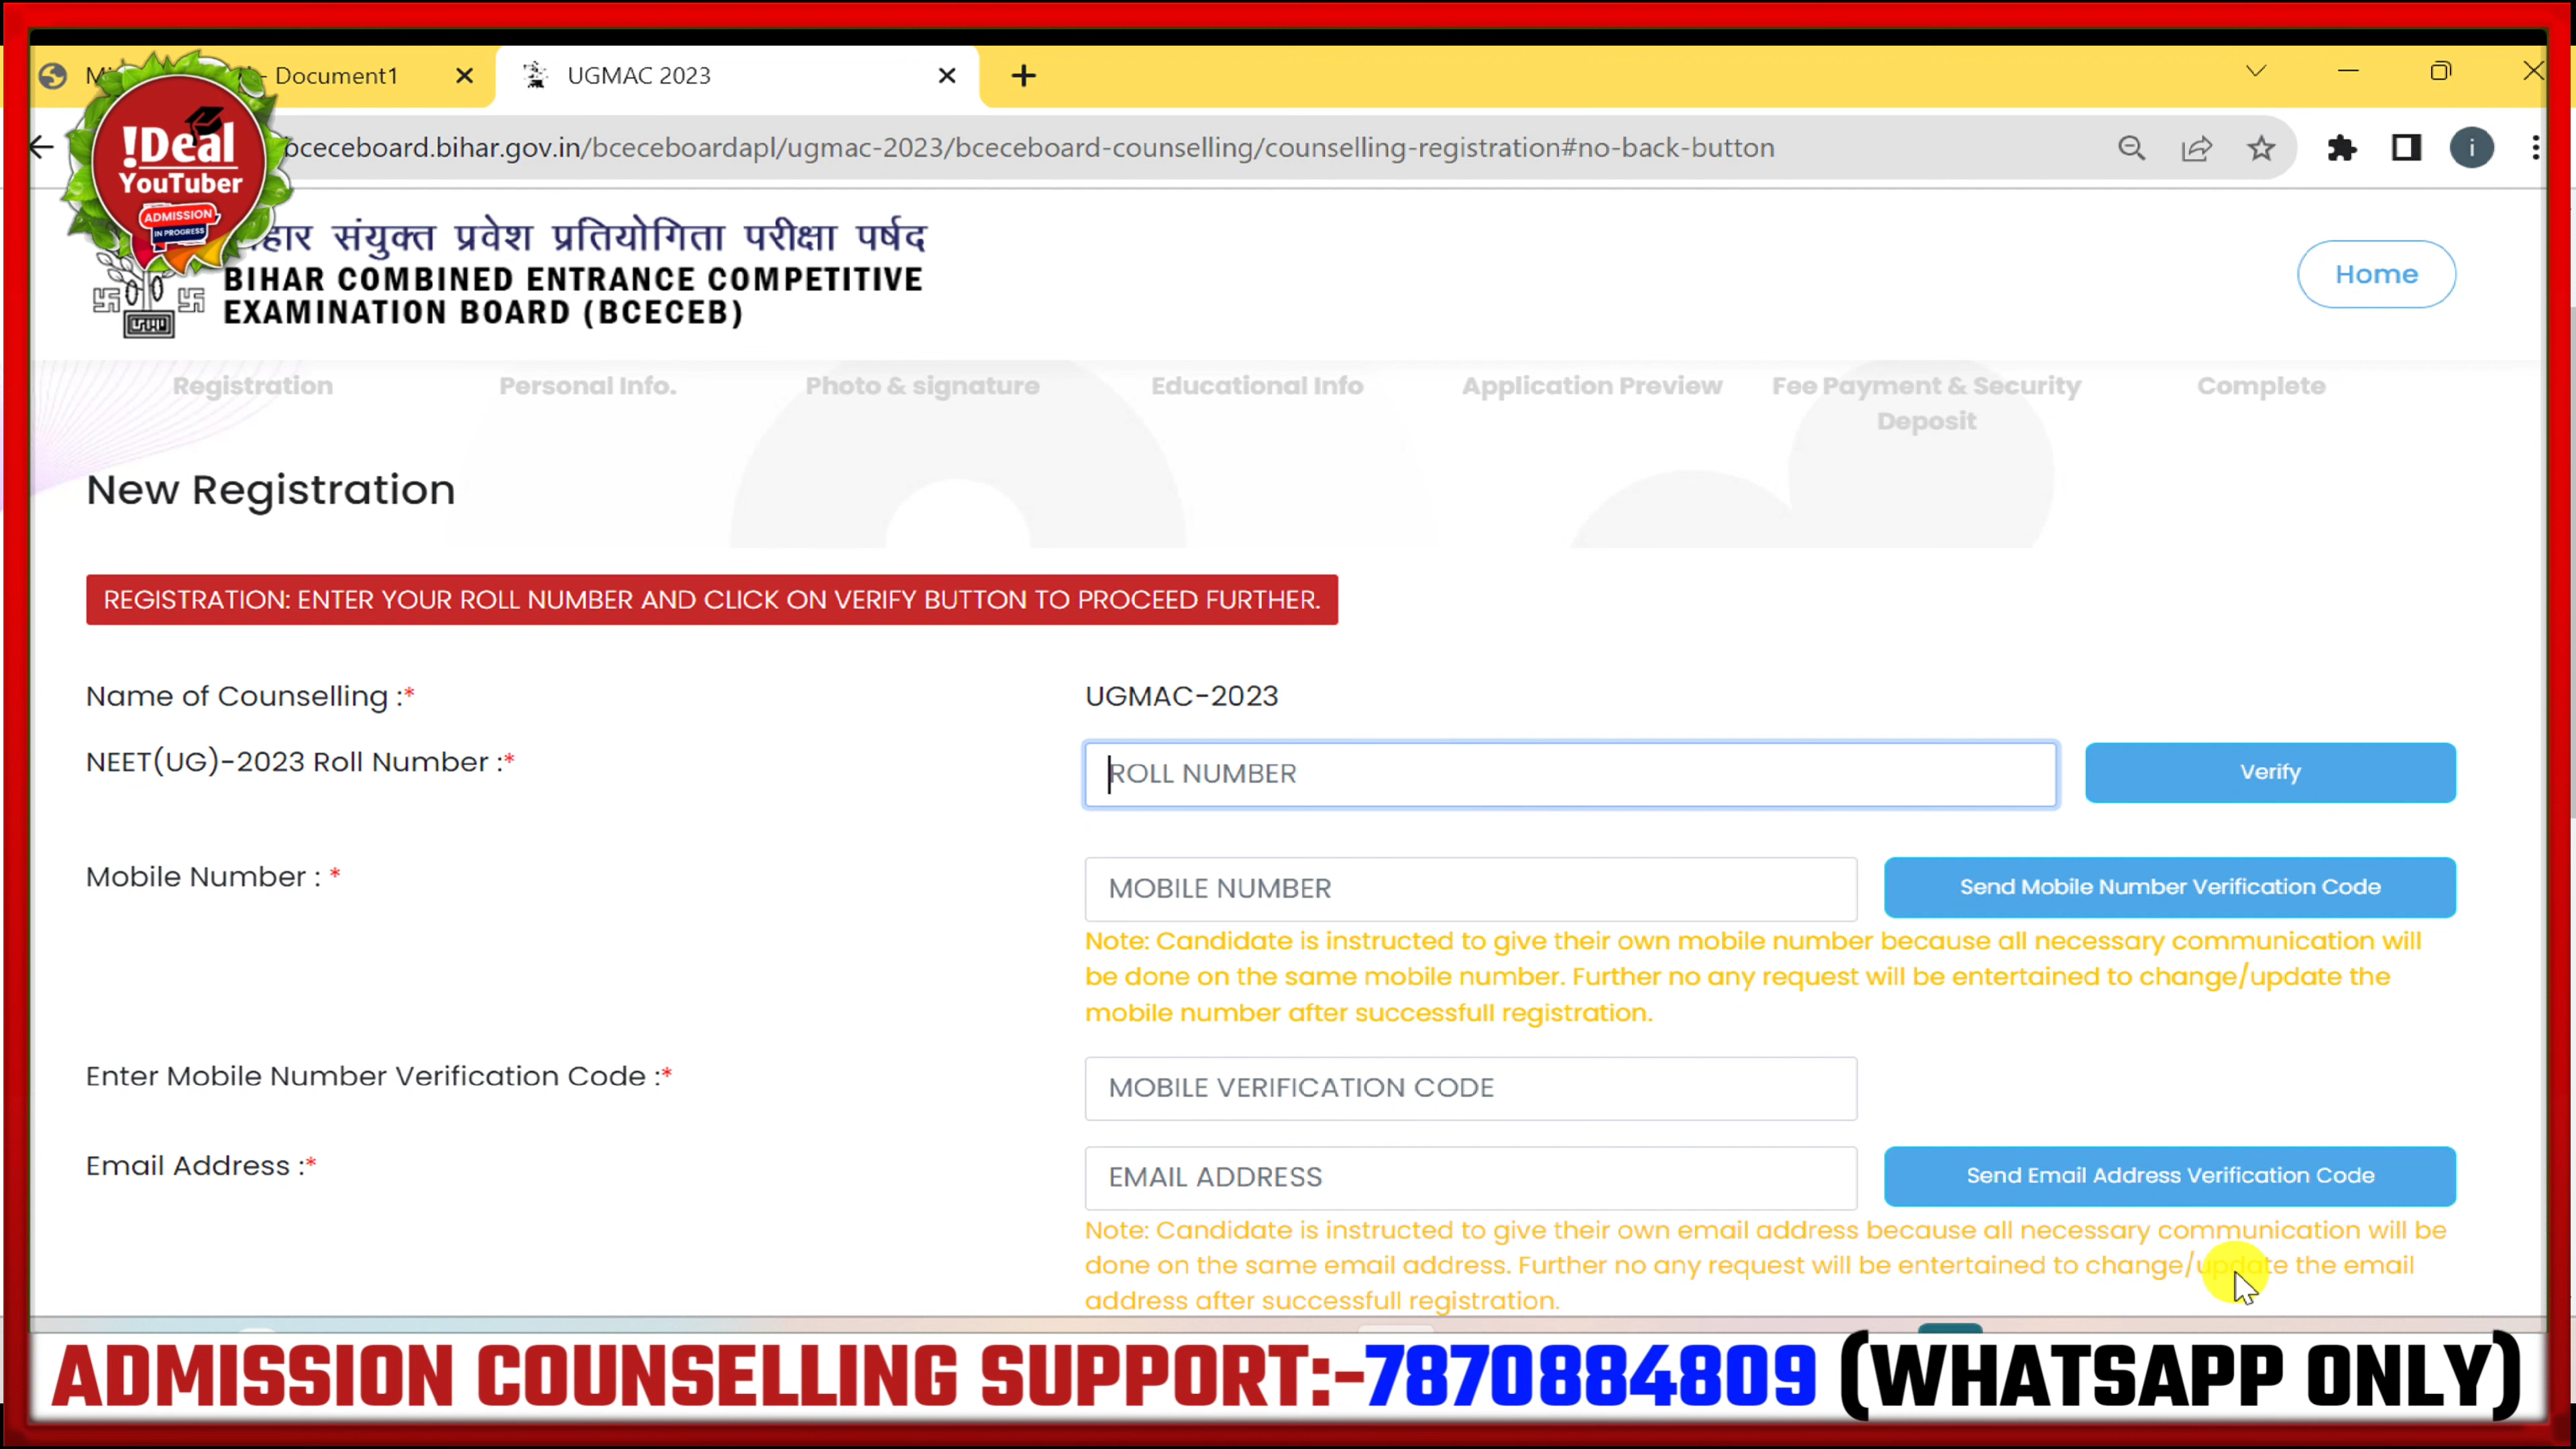 - Document1
UGMAC 2023
bceceboard.bihar.gov.in/bceceboardapl/ugmac-2023/bceceboard-counselling/counselling-registration#no-back-button
i
!Deal
YouTuber
ADMISSION
IN PROGRESS
संयुक्त प्रवेश प्रतियोगिता परीक्षा पर्षद
BIHAR COMBINED ENTRANCE COMPETITIVE
EXAMINATION BOARD (BCECEB)
Home
Registration
Personal Info.
Photo & signature
Educational Info
Application Preview
Fee Payment & Security
Deposit
Complete
New Registration
REGISTRATION: ENTER YOUR ROLL NUMBER AND CLICK ON VERIFY BUTTON TO PROCEED FURTHER.
Name of Counselling :*
UGMAC-2023
NEET(UG)-2023 Roll Number :*
ROLL NUMBER
Verify
Mobile Number : *
MOBILE NUMBER
Send Mobile Number Verification Code
Note: Candidate is instructed to give their own mobile number because all necessary communication will
be done on the same mobile number. Further no any request will be entertained to change/update the
mobile number after successfull registration.
Enter Mobile Number Verification Code :*
MOBILE VERIFICATION CODE
Email Address :*
EMAIL ADDRESS
Send Email Address Verification Code
Note: Candidate is instructed to give their own email address because all necessary communication will be
done on the same email address. Further no any request will be entertained to change/update the email
address after successfull registration.
ADMISSION COUNSELLING SUPPORT:-7870884809 (WHATSAPP ONLY)